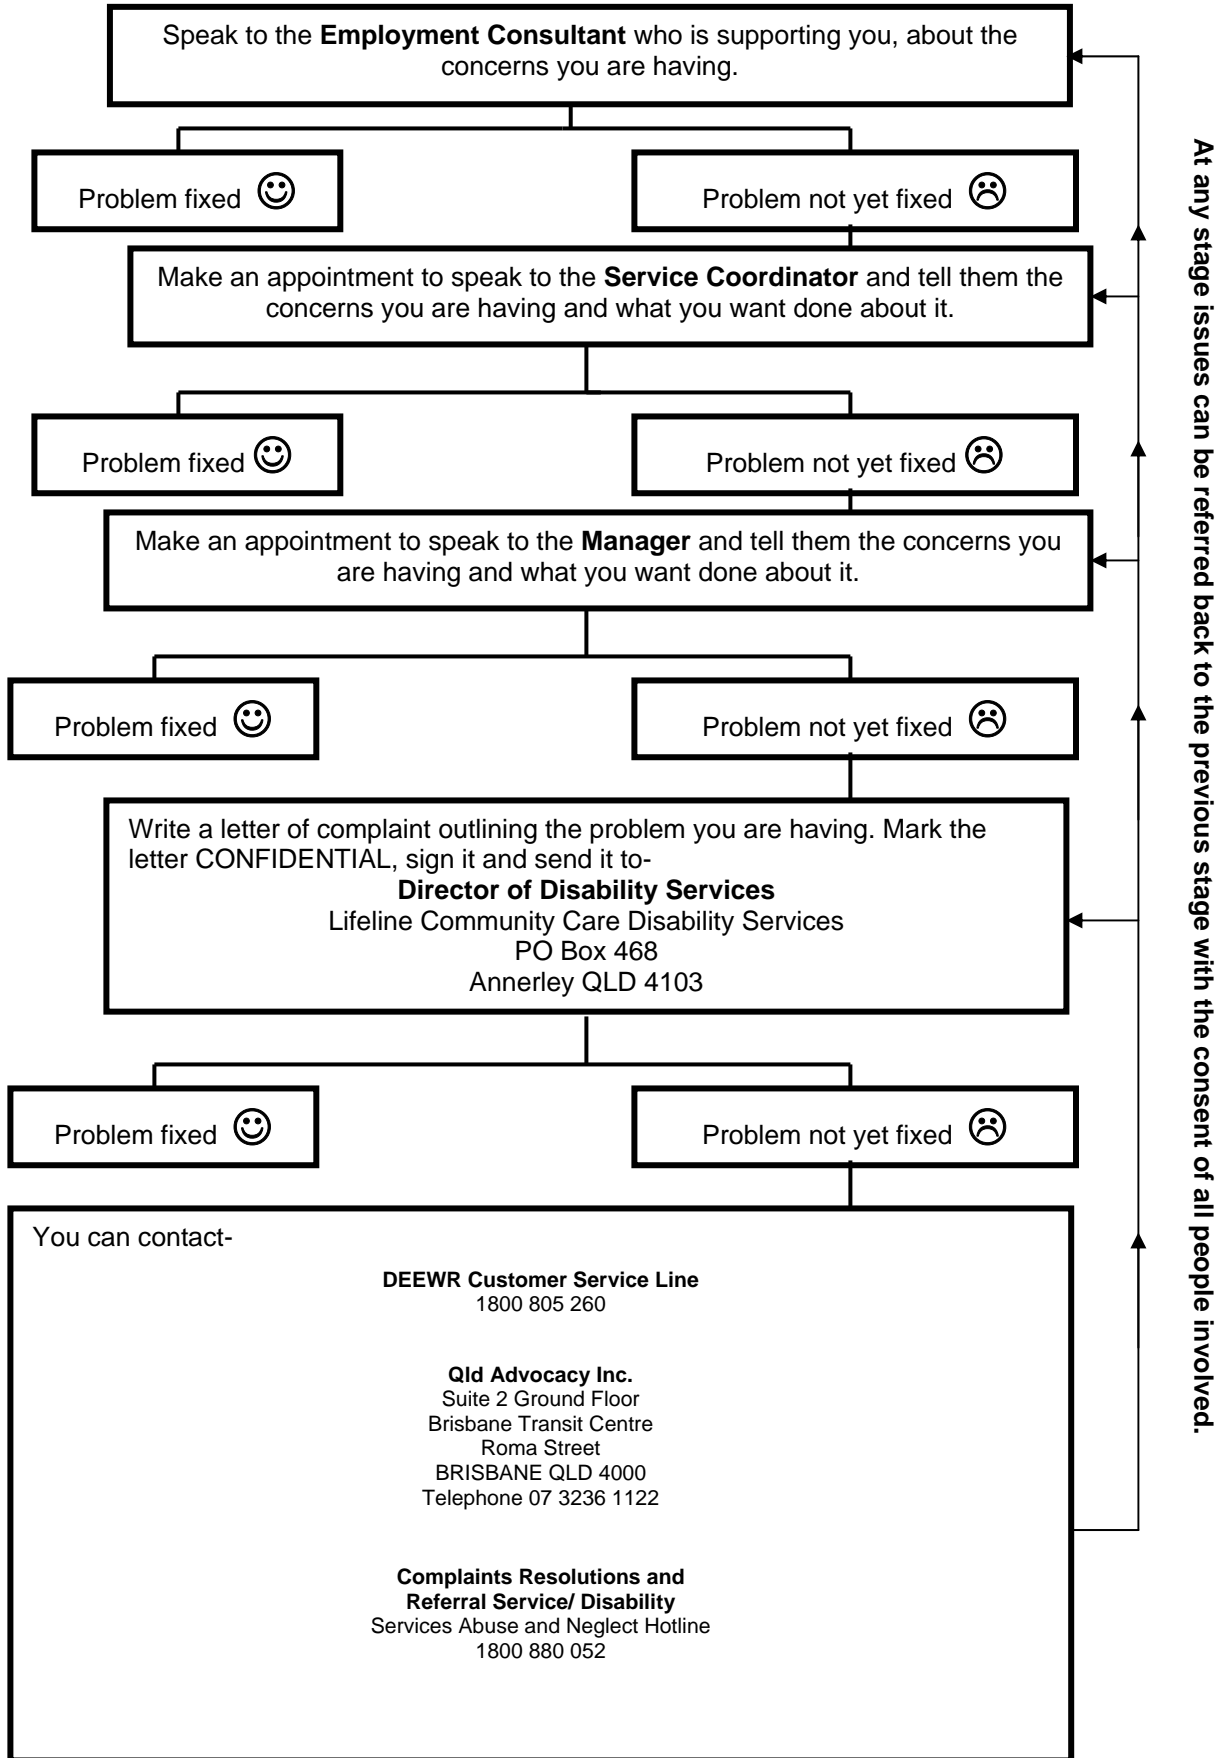 Speak to the Employment Consultant who is supporting you, about the
concerns you are having.
Problem fixed
Problem not yet fixed
Make an appointment to speak to the Service Coordinator and tell them the
concerns you are having and what you want done about it.
Problem fixed
Problem not yet fixed
Make an appointment to speak to the Manager and tell them the concerns you
are having and what you want done about it.
Problem fixed
Problem not yet fixed
Write a letter of complaint outlining the problem you are having. Mark the
letter CONFIDENTIAL, sign it and send it to-
Director of Disability Services
Lifeline Community Care Disability Services
PO Box 468
Annerley QLD 4103
Problem fixed
Problem not yet fixed
You can contact-
DEEWR Customer Service Line
1800 805 260
Qld Advocacy Inc.
Suite 2 Ground Floor
Brisbane Transit Centre
Roma Street
BRISBANE QLD 4000
Telephone 07 3236 1122
Complaints Resolutions and
Referral Service/ Disability
Services Abuse and Neglect Hotline
1800 880 052
At any stage issues can be referred back to the previous stage with the consent of all people involved.